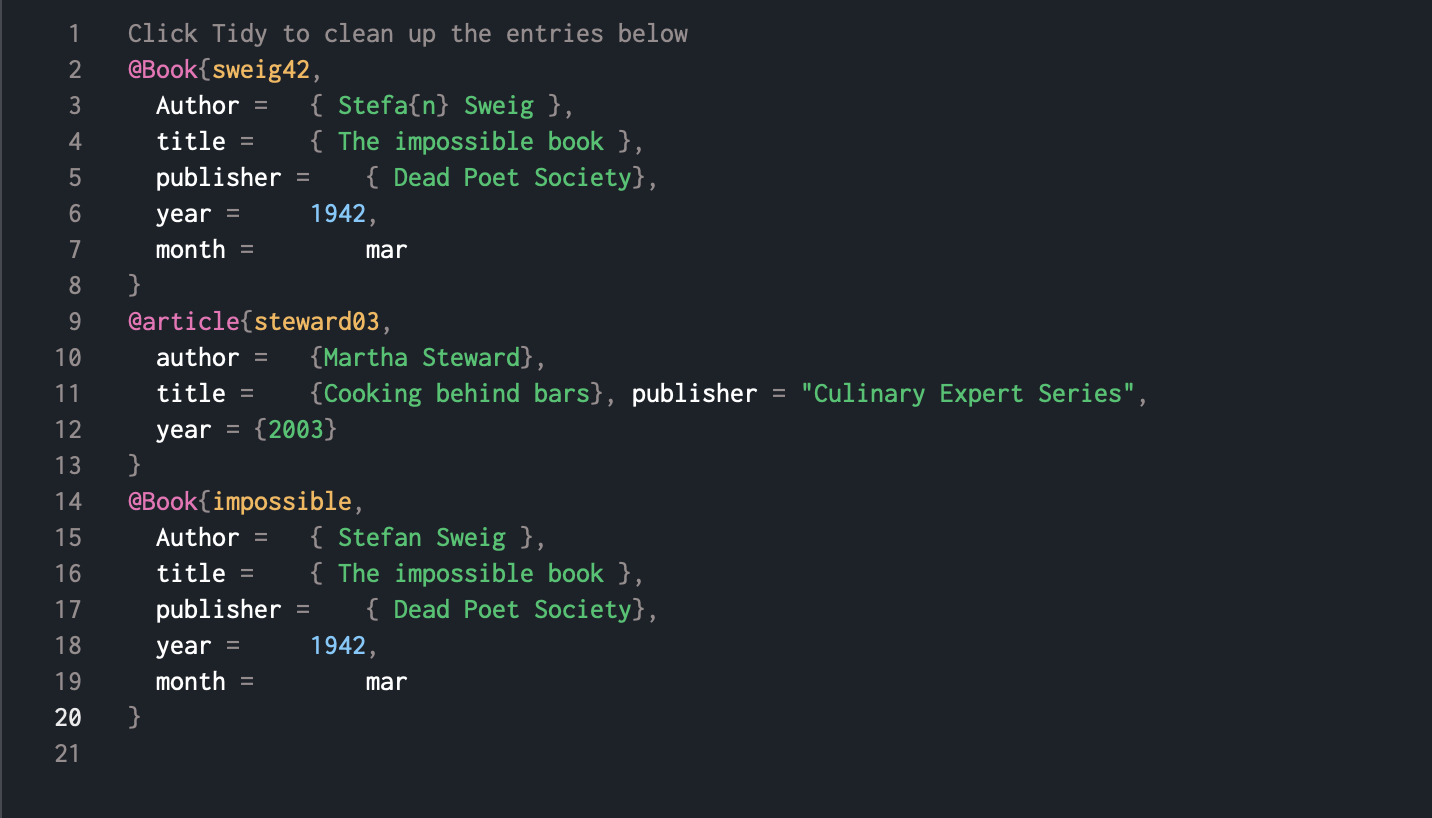 1 Click Tidy to clean up the entries below
2 @Book{sweig42,
3   Author =   { Stefa{n} Sweig },
4   title =    { The impossible book },
5   publisher =    { Dead Poet Society},
6   year =     1942,
7   month =        mar
8 }
9 @article{steward03,
10   author =   {Martha Steward},
11   title =    {Cooking behind bars}, publisher = "Culinary Expert Series",
12   year = {2003}
13 }
14 @Book{impossible,
15   Author =   { Stefan Sweig },
16   title =    { The impossible book },
17   publisher =    { Dead Poet Society},
18   year =     1942,
19   month =        mar
20 }
21